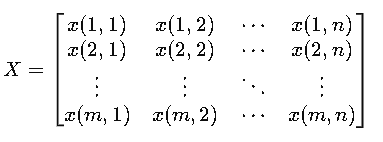 X = [ x(1,1) x(1,2) ⋯ x(1,n)
x(2,1) x(2,2) ⋯ x(2,n)
⋮ ⋮ ⋱ ⋮
x(m,1) x(m,2) ⋯ x(m,n) ]